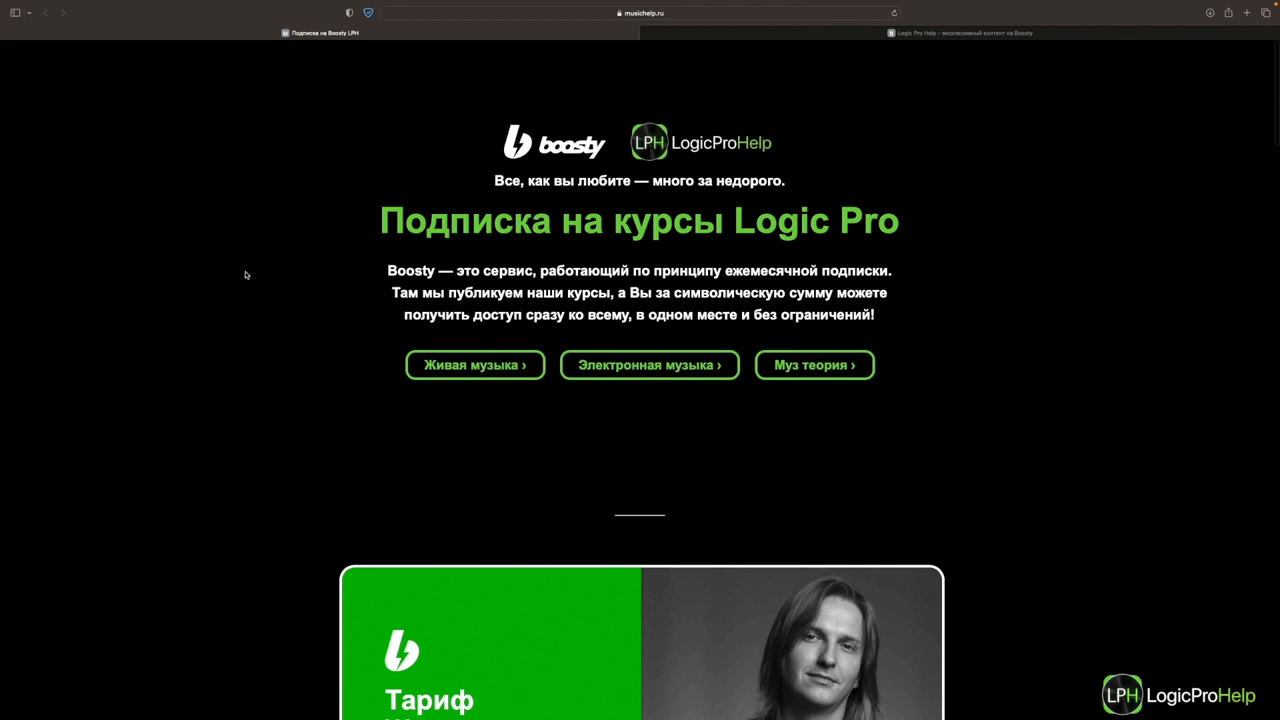 musichelp.ru
Подписка на Boosty LPH
Logic Pro Help - эксклюзивный контент на Boosty
boosty
LPH LogicProHelp
Все, как вы любите — много за недорого.
Подписка на курсы Logic Pro
Boosty — это сервис, работающий по принципу ежемесячной подписки.
Там мы публикуем наши курсы, а Вы за символическую сумму можете
получить доступ сразу ко всему, в одном месте и без ограничений!
Живая музыка ›
Электронная музыка ›
Муз теория ›
Тариф
LPH LogicProHelp